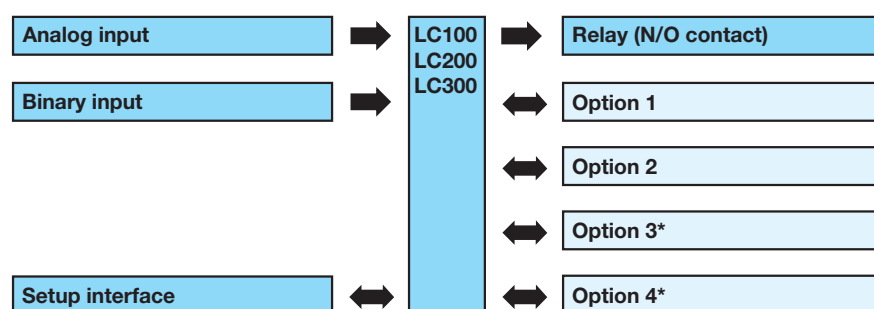 Analog input
LC100
LC200
LC300
Relay (N/O contact)
Binary input
Option 1
Option 2
Option 3*
Setup interface
Option 4*